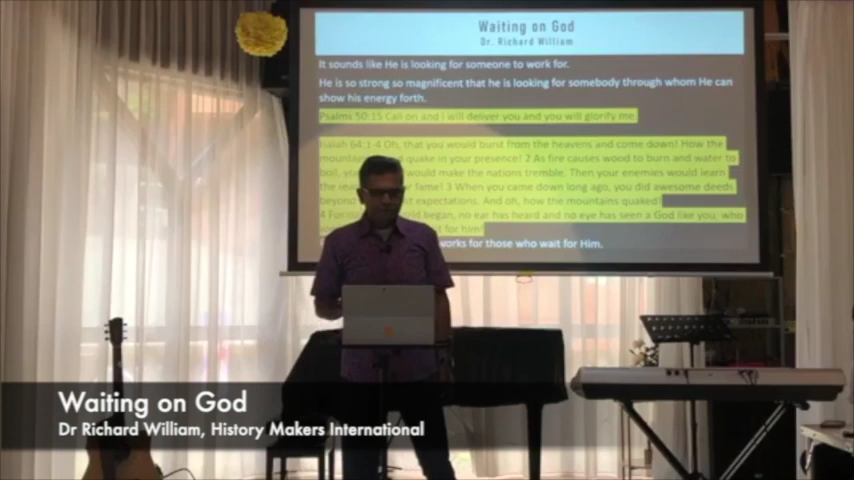 Waiting on God
Dr. Richard William
It sounds like He is looking for someone to work for.
He is so strong so magnificent that he is looking for somebody through whom He can
show his energy forth.
Psalms 50:15 Call on and I will deliver you and you will glorify me.
Isaiah 64:1-4 Oh, that you would burst from the heavens and come down! How the
quake in your presence! 2 As fire causes wood to burn and water to
boil, would make the nations tremble. Then your enemies would learn
the fame! 3 When you came down long ago, you did awesome deeds
beyond expectations. And oh, how the mountains quaked!
4 For began, no ear has heard and no eye has seen a God like you, who
for him!
works for those who wait for Him.
Waiting on God
Dr Richard William, History Makers International